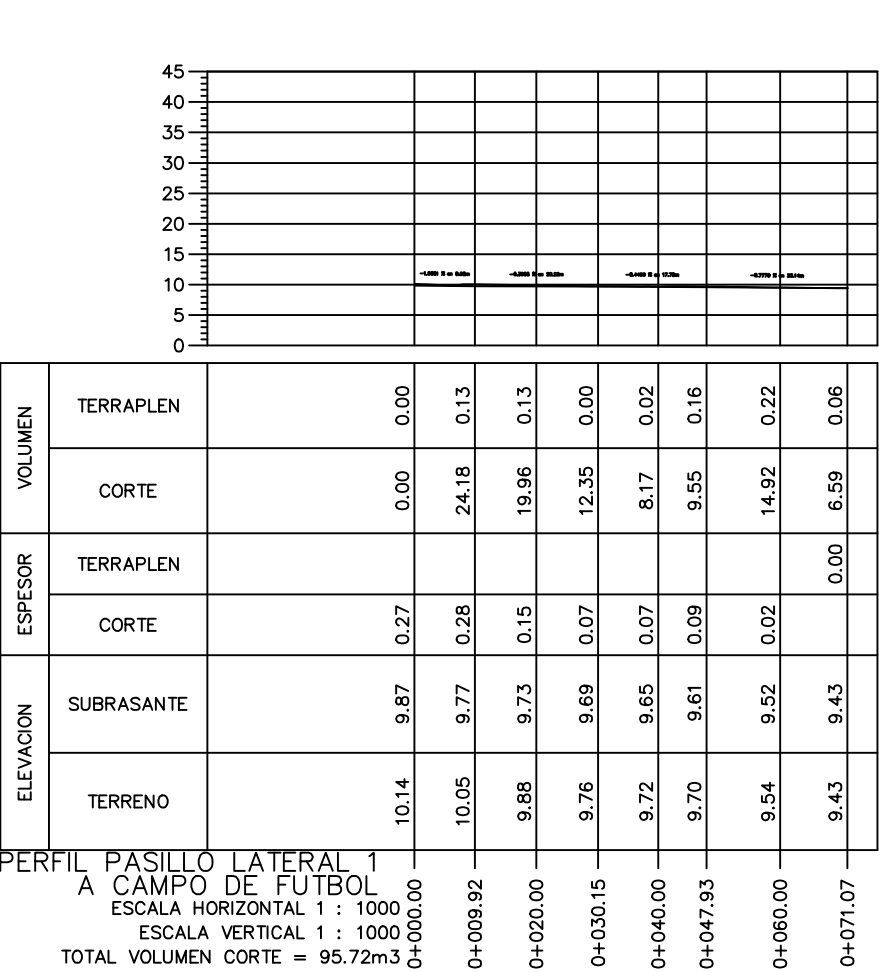 45
40
35
30
25
20
15
10
5
0
VOLUMEN
TERRAPLEN 0.00 0.13 0.13 0.00 0.02 0.16 0.22 0.06
CORTE 0.00 24.18 19.96 12.35 8.17 9.55 14.92 6.59
ESPESOR
TERRAPLEN 0.00
CORTE 0.27 0.28 0.15 0.07 0.07 0.09 0.02
ELEVACION
SUBRASANTE 9.87 9.77 9.73 9.69 9.65 9.61 9.52 9.43
TERRENO 10.14 10.05 9.88 9.76 9.72 9.70 9.54 9.43
0+000.00 0+009.92 0+020.00 0+030.15 0+040.00 0+047.93 0+060.00 0+071.07
PERFIL PASILLO LATERAL 1
A CAMPO DE FUTBOL
ESCALA HORIZONTAL 1 : 1000
ESCALA VERTICAL 1 : 1000
TOTAL VOLUMEN CORTE = 95.72m3